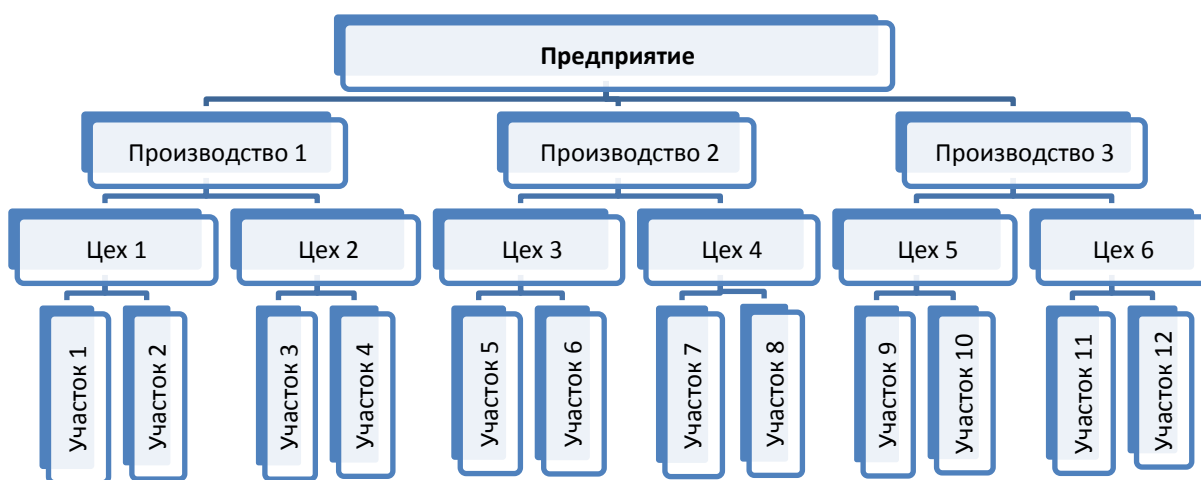 Предприятие
Производство 1
Производство 2
Производство 3
Цех 1
Цех 2
Цех 3
Цех 4
Цех 5
Цех 6
Участок 1
Участок 2
Участок 3
Участок 4
Участок 5
Участок 6
Участок 7
Участок 8
Участок 9
Участок 10
Участок 11
Участок 12